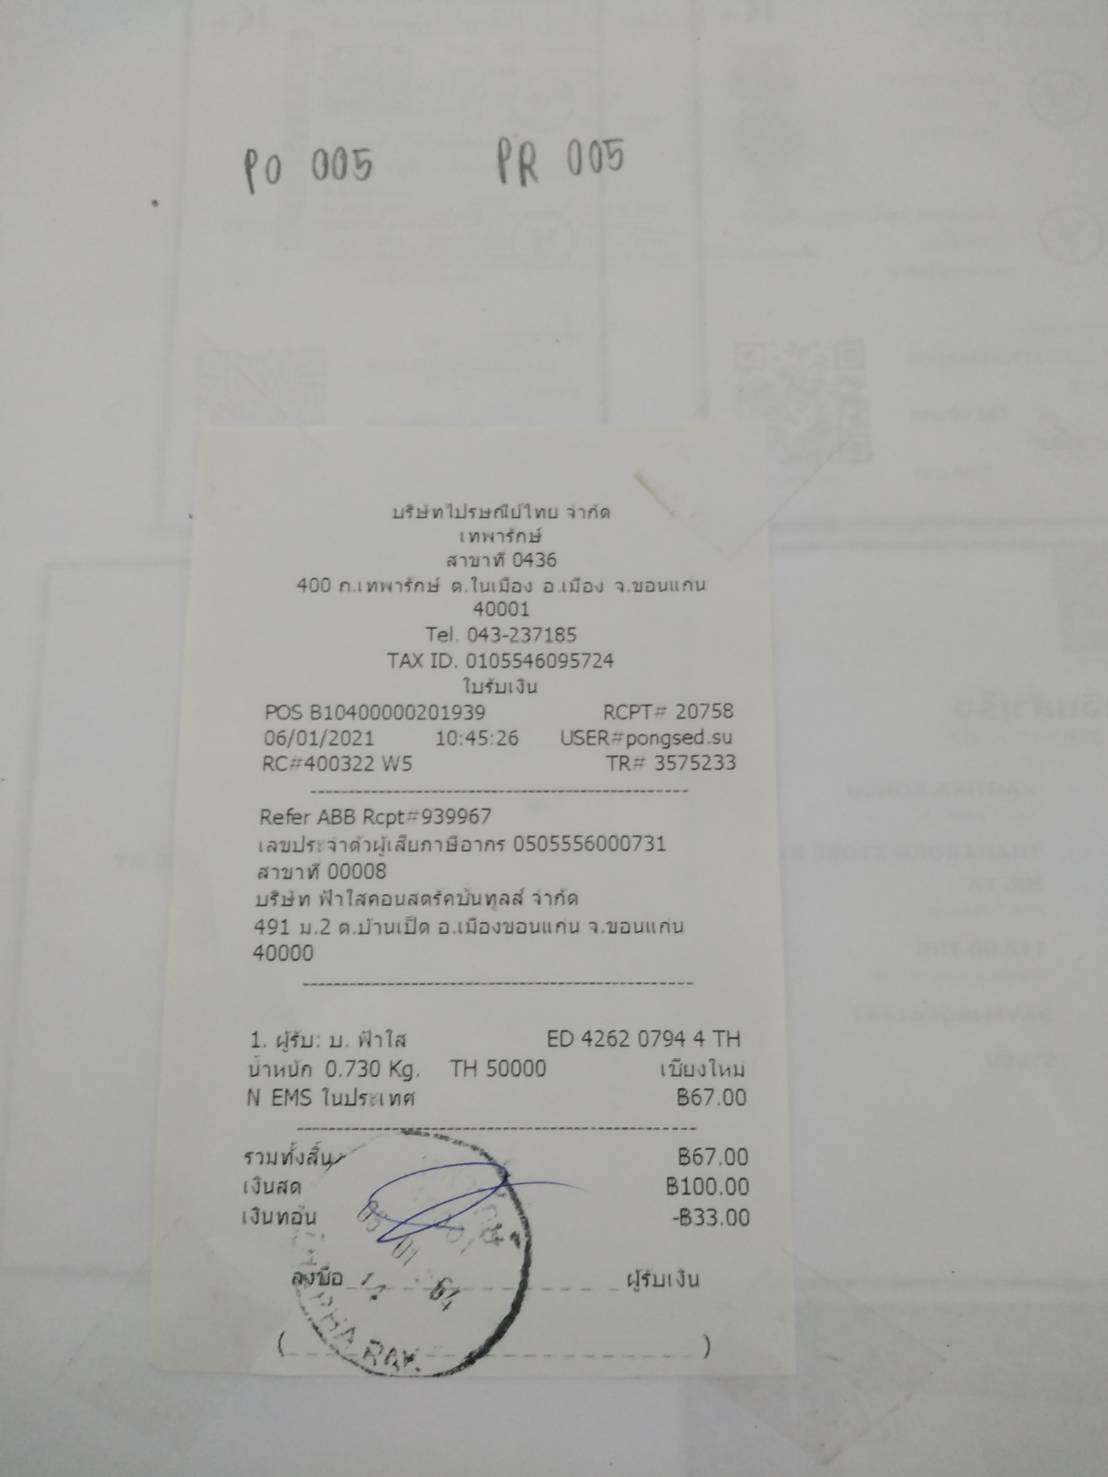 PO 005 PR 005
บริษัทไปรษณีย์ไทย จำกัด
เทพารักษ์
สาขาที่ 0436
400 ถ.เทพารักษ์ ต.ในเมือง อ.เมือง จ.ขอนแก่น
40001
Tel. 043-237185
TAX ID. 0105546095724
ใบรับเงิน
POS B10400000201939 RCPT# 20758
06/01/2021 10:45:26 USER#pongsed.su
RC#400322 W5 TR# 3575233
Refer ABB Rcpt#939967
เลขประจำตัวผู้เสียภาษีอากร 0505556000731
สาขาที่ 00008
บริษัท ฟ้าใสคอนสตรัคชั่นทูลส์ จำกัด
491 ม.2 ต.บ้านเป็ด อ.เมืองขอนแก่น จ.ขอนแก่น
40000
1. ผู้รับ: บ. ฟ้าใส ED 4262 0794 4 TH
น้ำหนัก 0.730 Kg. TH 50000 เชียงใหม่
N EMS ในประเทศ ฿67.00
รวมทั้งสิ้น ฿67.00
เงินสด ฿100.00
เงินทอน -฿33.00
ลงชื่อ ผู้รับเงิน
( )